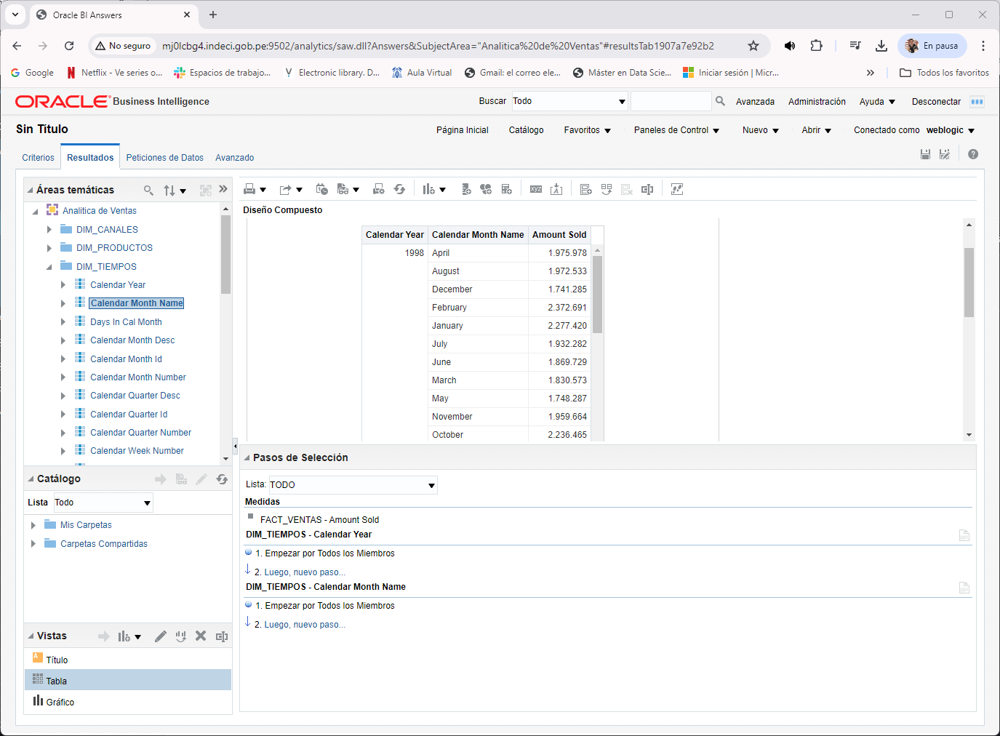 Oracle BI Answers
No seguro
mj0lcbg4.indeci.gob.pe:9502/analytics/saw.dll?Answers&SubjectArea="Analitica%20de%20Ventas"#resultsTab1907a7e92b2
En pausa
Google
Netflix - Ve series o...
Espacios de trabajo...
Electronic library. D...
Aula Virtual
Gmail: el correo ele...
Máster en Data Scie...
Iniciar sesión | Micr...
Todos los favoritos
ORACLE Business Intelligence
Buscar Todo
Avanzada
Administración
Ayuda
Desconectar
Sin Título
Página Inicial
Catálogo
Favoritos
Paneles de Control
Nuevo
Abrir
Conectado como weblogic
Criterios
Resultados
Peticiones de Datos
Avanzado
Áreas temáticas
Analitica de Ventas
DIM_CANALES
DIM_PRODUCTOS
DIM_TIEMPOS
Calendar Year
Calendar Month Name
Days In Cal Month
Calendar Month Desc
Calendar Month Id
Calendar Month Number
Calendar Quarter Desc
Calendar Quarter Id
Calendar Quarter Number
Calendar Week Number
Catálogo
Lista Todo
Mis Carpetas
Carpetas Compartidas
Vistas
Título
Tabla
Gráfico
xyz
Diseño Compuesto
Calendar Year Calendar Month Name Amount Sold
1998 April 1.975.978
August 1.972.533
December 1.741.285
February 2.372.691
January 2.277.420
July 1.932.282
June 1.869.729
March 1.830.573
May 1.748.287
November 1.959.664
October 2.236.465
Pasos de Selección
Lista: TODO
Medidas
FACT_VENTAS - Amount Sold
DIM_TIEMPOS - Calendar Year
1. Empezar por Todos los Miembros
2. Luego, nuevo paso...
DIM_TIEMPOS - Calendar Month Name
1. Empezar por Todos los Miembros
2. Luego, nuevo paso...